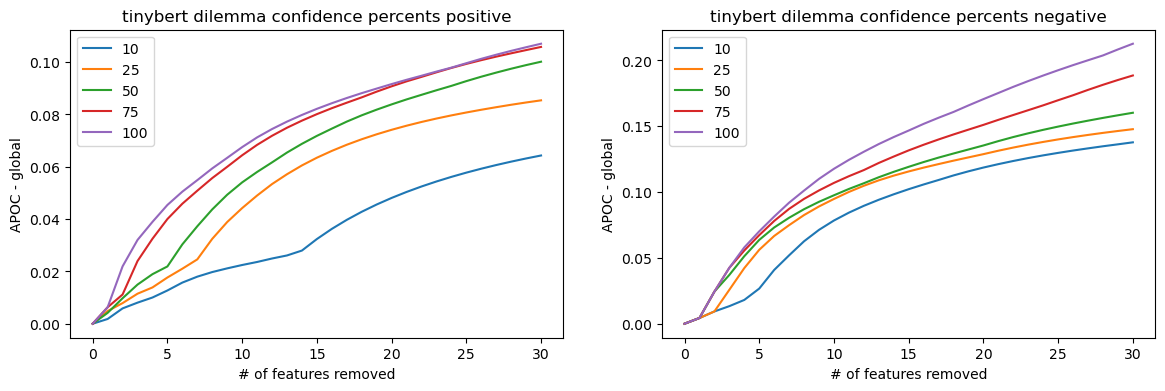 tinybert dilemma confidence percents positive
APOC - global
0.10
0.08
0.06
0.04
0.02
0.00
10
25
50
75
100
0 5 10 15 20 25 30
# of features removed
tinybert dilemma confidence percents negative
APOC - global
0.20
0.15
0.10
0.05
0.00
10
25
50
75
100
0 5 10 15 20 25 30
# of features removed